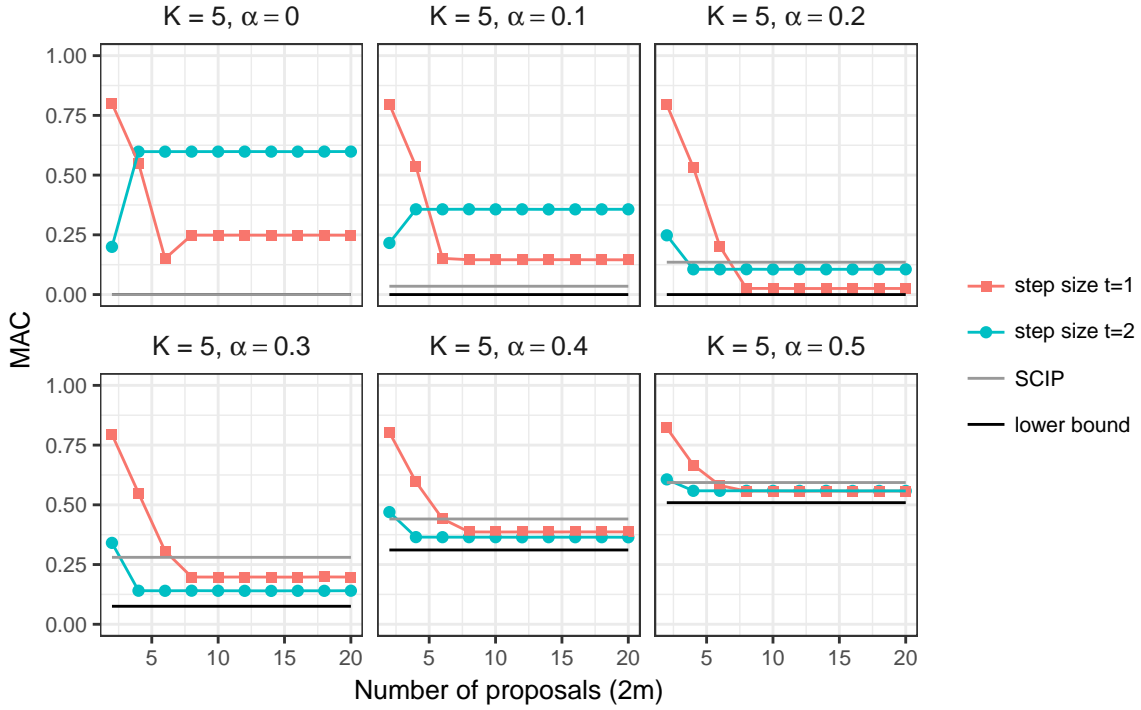 K = 5, α = 0
K = 5, α = 0.1
K = 5, α = 0.2
1.00
0.75
0.50
0.25
0.00
MAC
K = 5, α = 0.3
K = 5, α = 0.4
K = 5, α = 0.5
1.00
0.75
0.50
0.25
0.00
5 10 15 20
5 10 15 20
5 10 15 20
Number of proposals (2m)
step size t=1
step size t=2
SCIP
lower bound